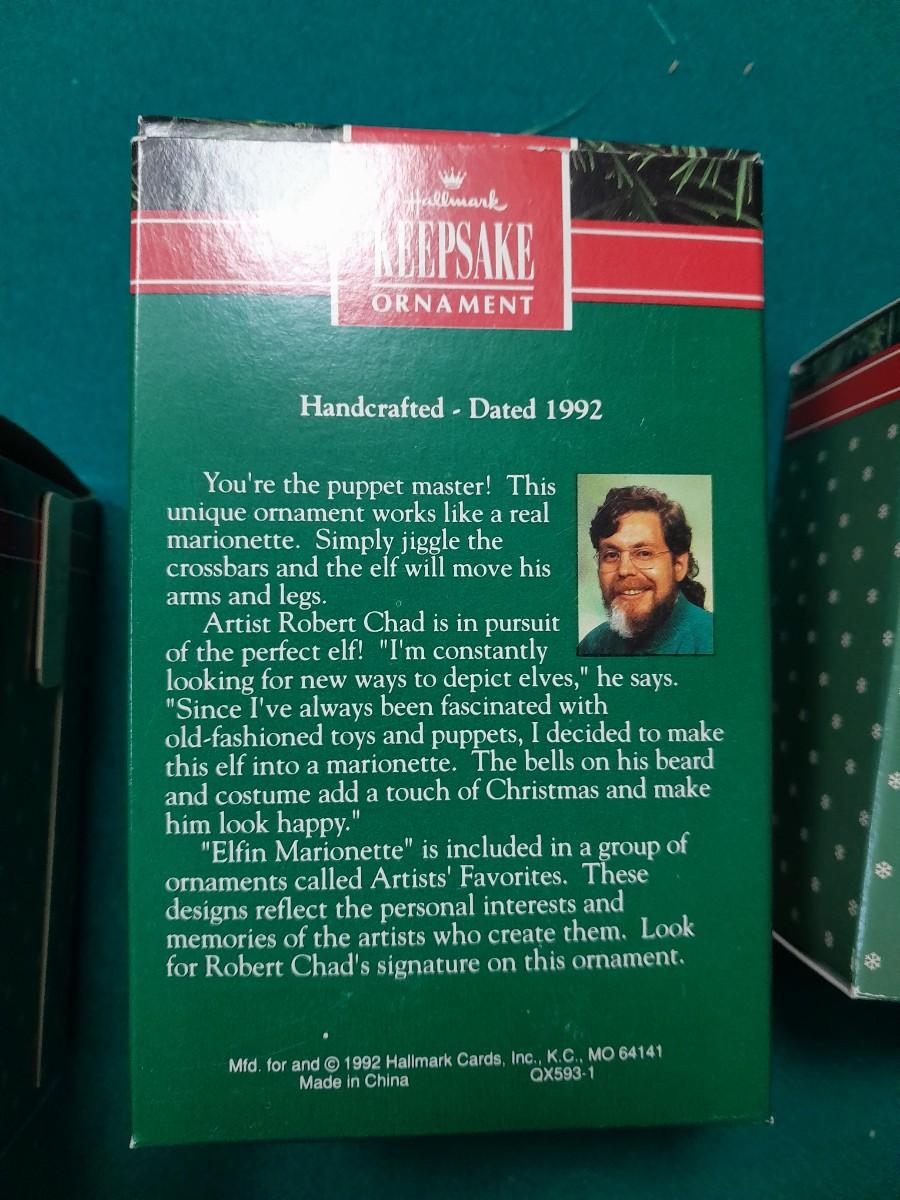 Hallmark
KEEPSAKE
ORNAMENT
Handcrafted - Dated 1992
You're the puppet master! This
unique ornament works like a real
marionette. Simply jiggle the
crossbars and the elf will move his
arms and legs.
Artist Robert Chad is in pursuit
of the perfect elf! "I'm constantly
looking for new ways to depict elves," he says.
"Since I've always been fascinated with
old-fashioned toys and puppets, I decided to make
this elf into a marionette. The bells on his beard
and costume add a touch of Christmas and make
him look happy."
"Elfin Marionette" is included in a group of
ornaments called Artists' Favorites. These
designs reflect the personal interests and
memories of the artists who create them. Look
for Robert Chad's signature on this ornament.
Mfd. for and © 1992 Hallmark Cards, Inc., K.C., MO 64141
Made in China QX593-1